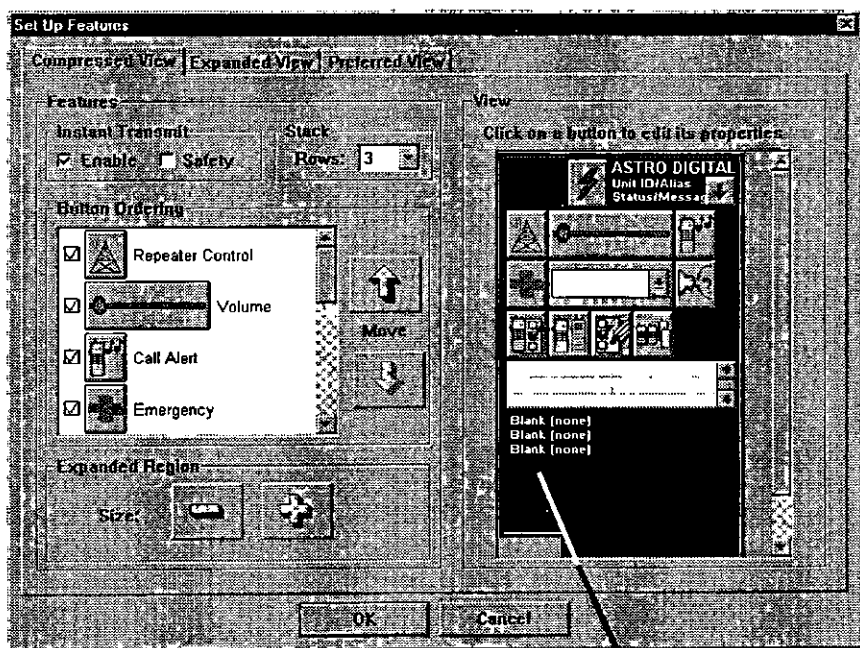 Set Up Features
Compressed View Expanded View Preferred View
Features
Instant Transmit
Enable Safety
Stack
Rows: 3
Button Ordering
Repeater Control
Volume
Call Alert
Emergency
Move
Expanded Region
Size:
View
Click on a button to edit its properties
ASTRO DIGITAL
Unit ID/Alias
Status/Messag
Blank (none)
Blank (none)
Blank (none)
OK Cancel